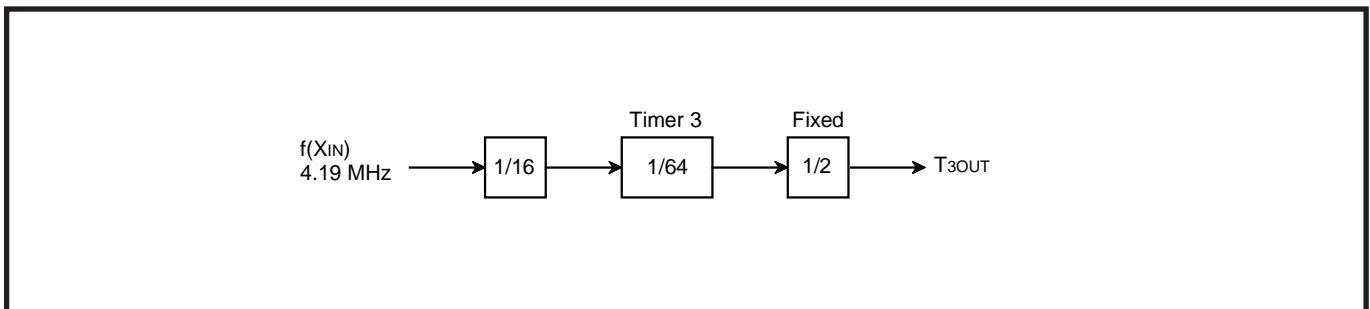 Timer 3
Fixed
f(XIN)
4.19 MHz
1/16
1/64
1/2
T3OUT